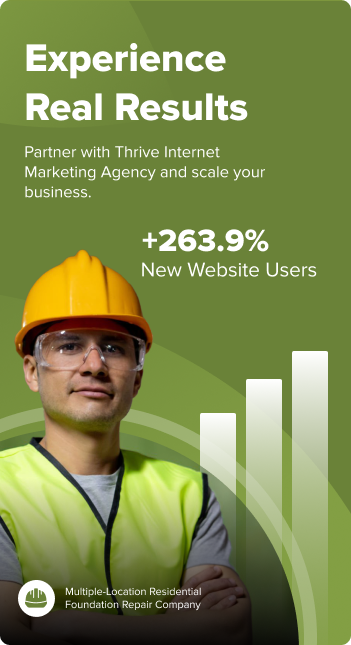 Experience
Real Results
Partner with Thrive Internet
Marketing Agency and scale your
business.
+263.9%
New Website Users
Multiple-Location Residential
Foundation Repair Company